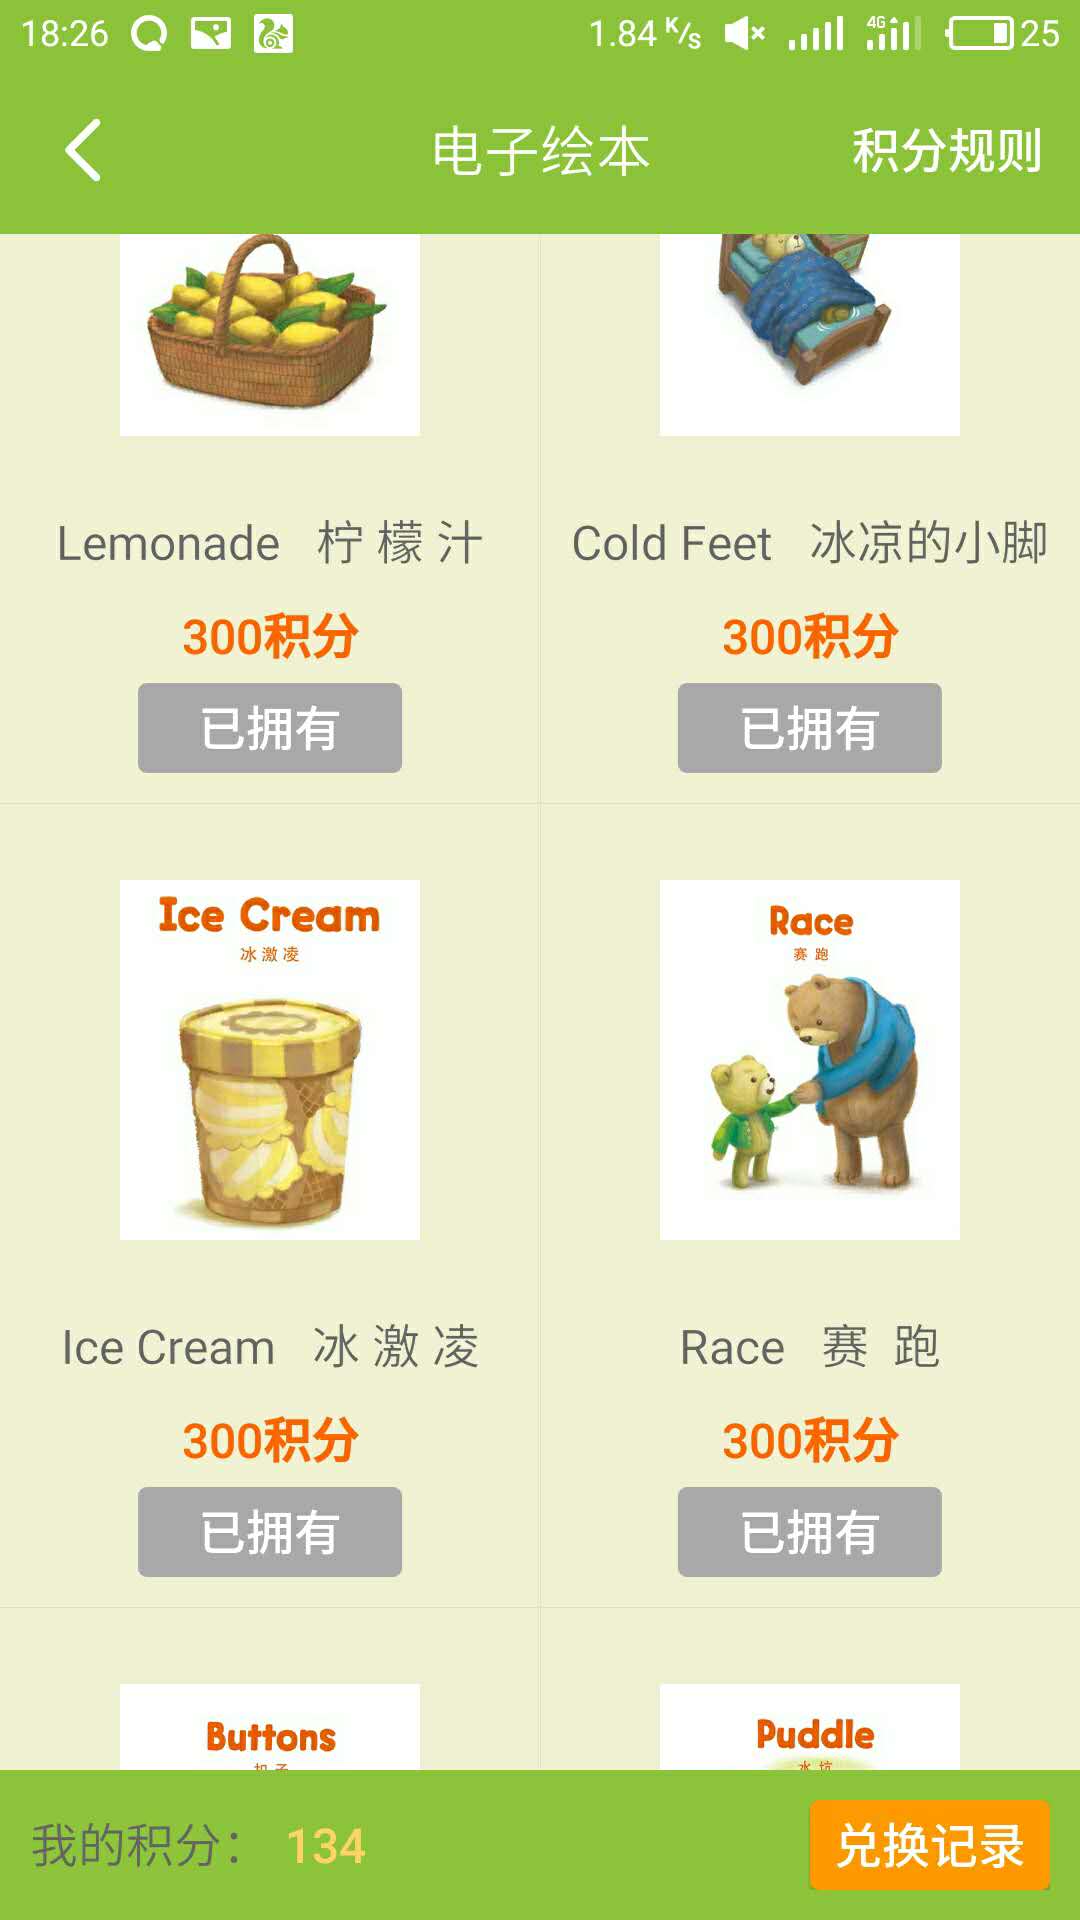 18:26 1.84 K/s 4G 25
电子绘本 积分规则
Lemonade 柠 檬 汁
Cold Feet 冰凉的小脚
300积分
300积分
已拥有
已拥有
Ice Cream
冰激凌
Race
赛 跑
Ice Cream 冰 激 凌
Race 赛 跑
300积分
300积分
已拥有
已拥有
Buttons
扣 子
Puddle
水 坑
我的积分： 134 兑换记录